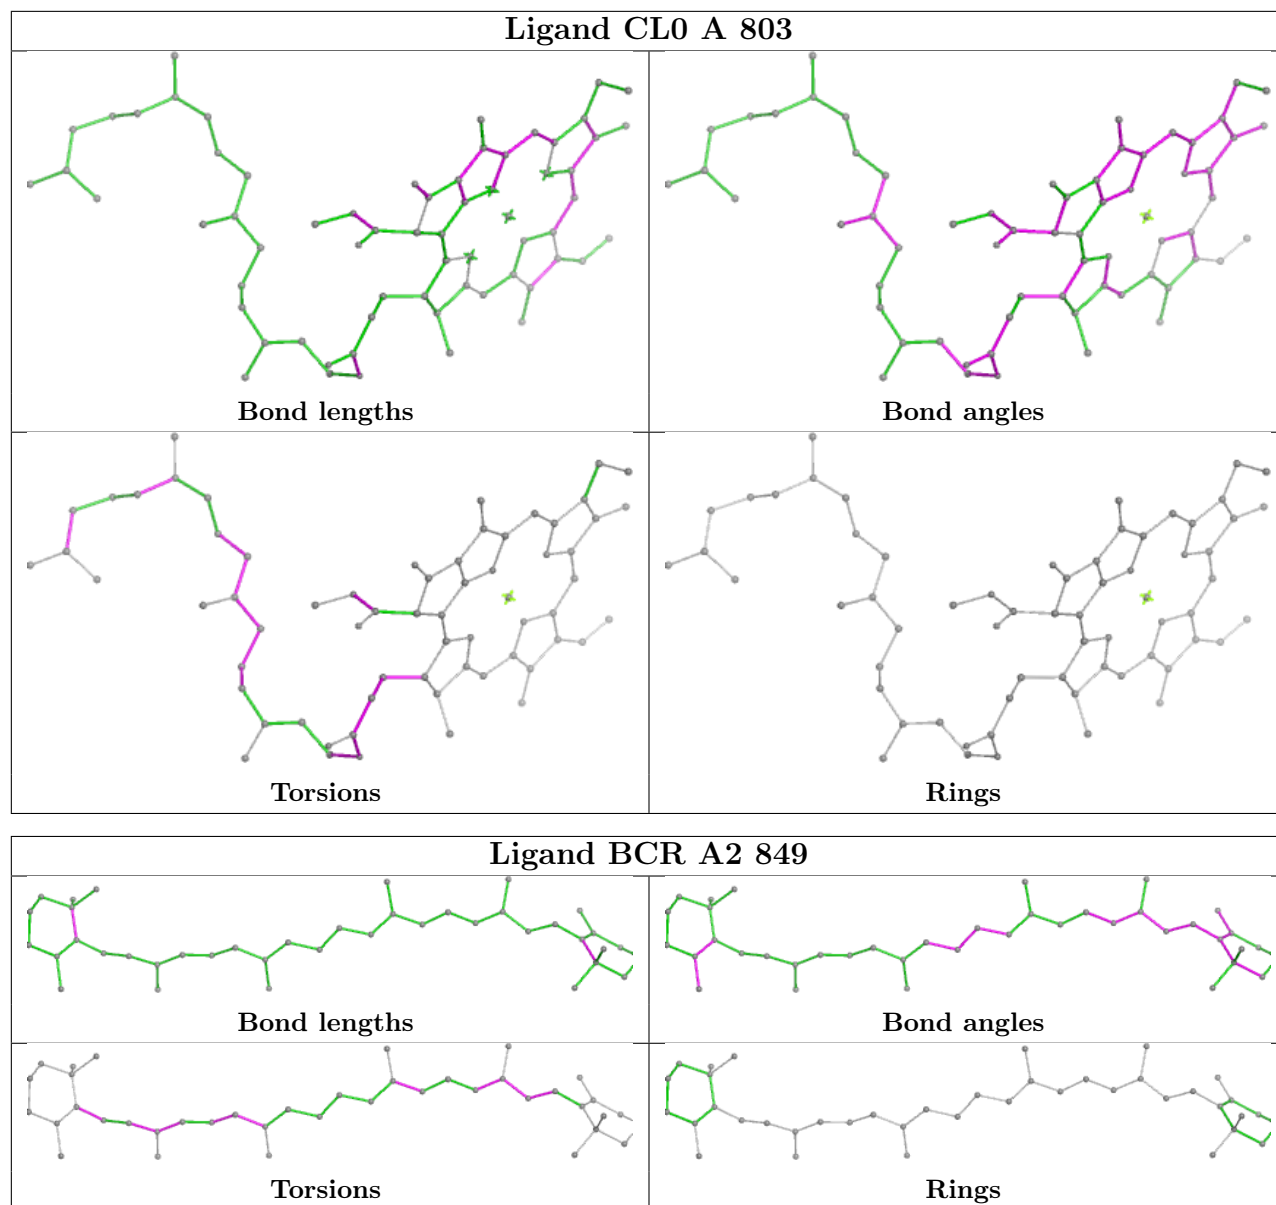 Ligand CL0 A 803
Bond lengths
Bond angles
Torsions
Rings
Ligand BCR A2 849
Bond lengths
Bond angles
Torsions
Rings